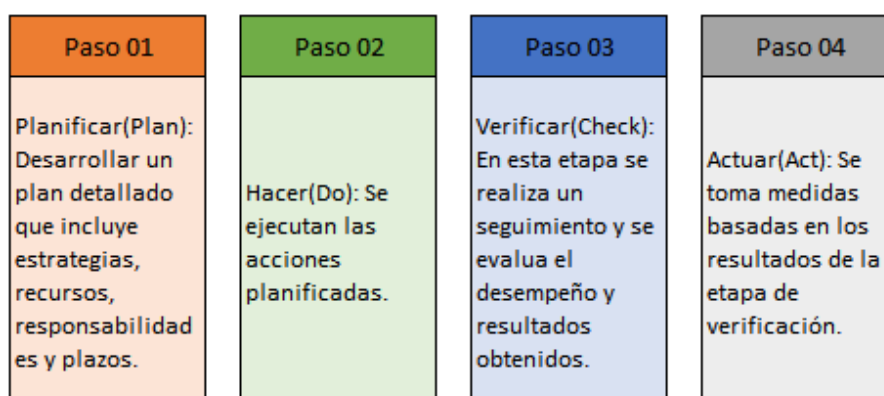 Paso 01
Planificar(Plan):
Desarrollar un
plan detallado
que incluye
estrategias,
recursos,
responsabilidad
es y plazos.
Paso 02
Hacer(Do): Se
ejecutan las
acciones
planificadas.
Paso 03
Verificar(Check):
En esta etapa se
realiza un
seguimiento y se
evalua el
desempeño y
resultados
obtenidos.
Paso 04
Actuar(Act): Se
toma medidas
basadas en los
resultados de la
etapa de
verificación.